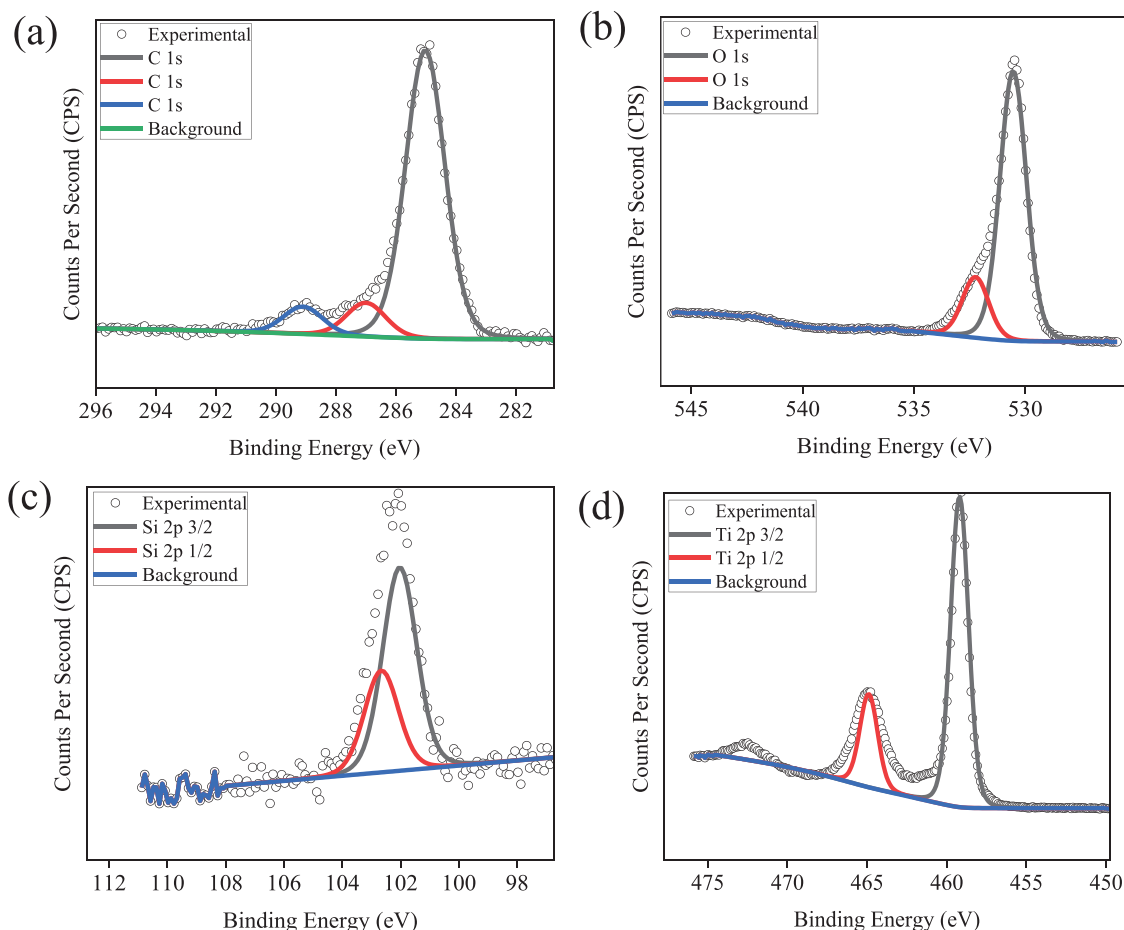 (a)
Experimental
C 1s
C 1s
C 1s
Background
Counts Per Second (CPS)
296 294 292 290 288 286 284 282
Binding Energy (eV)
(b)
Experimental
O 1s
O 1s
Background
Counts Per Second (CPS)
545 540 535 530
Binding Energy (eV)
(c)
Experimental
Si 2p 3/2
Si 2p 1/2
Background
Counts Per Second (CPS)
112 110 108 106 104 102 100 98
Binding Energy (eV)
(d)
Experimental
Ti 2p 3/2
Ti 2p 1/2
Background
Counts Per Second (CPS)
475 470 465 460 455 450
Binding Energy (eV)